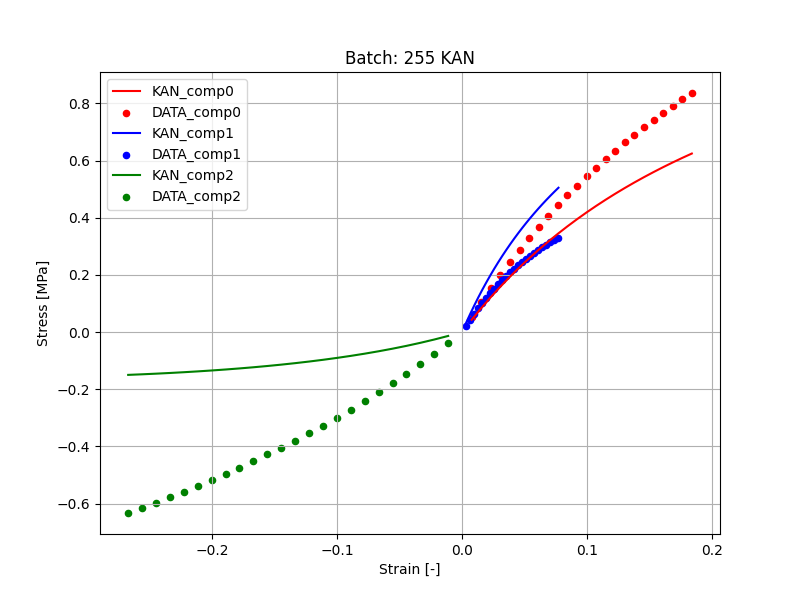 Batch: 255 KAN
KAN_comp0
DATA_comp0
KAN_comp1
DATA_comp1
KAN_comp2
DATA_comp2
0.8
0.6
0.4
0.2
0.0
−0.2
−0.4
−0.6
Stress [MPa]
−0.2
−0.1
0.0
0.1
0.2
Strain [-]